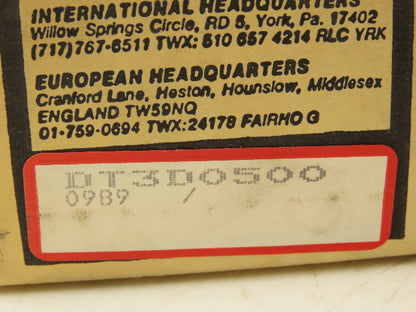 INTERNATIONAL HEADQUARTERS
Willow Springs Circle, RD 5, York, Pa. 17402
(717)767-6511 TWX: 510 657 4214 RLC YRK
EUROPEAN HEADQUARTERS
Cranford Lane, Heston, Hounslow, Middlesex
ENGLAND TW59NQ
01-759-0694 TWX:24178 FAIRHO G
DT3D0500
0989 /